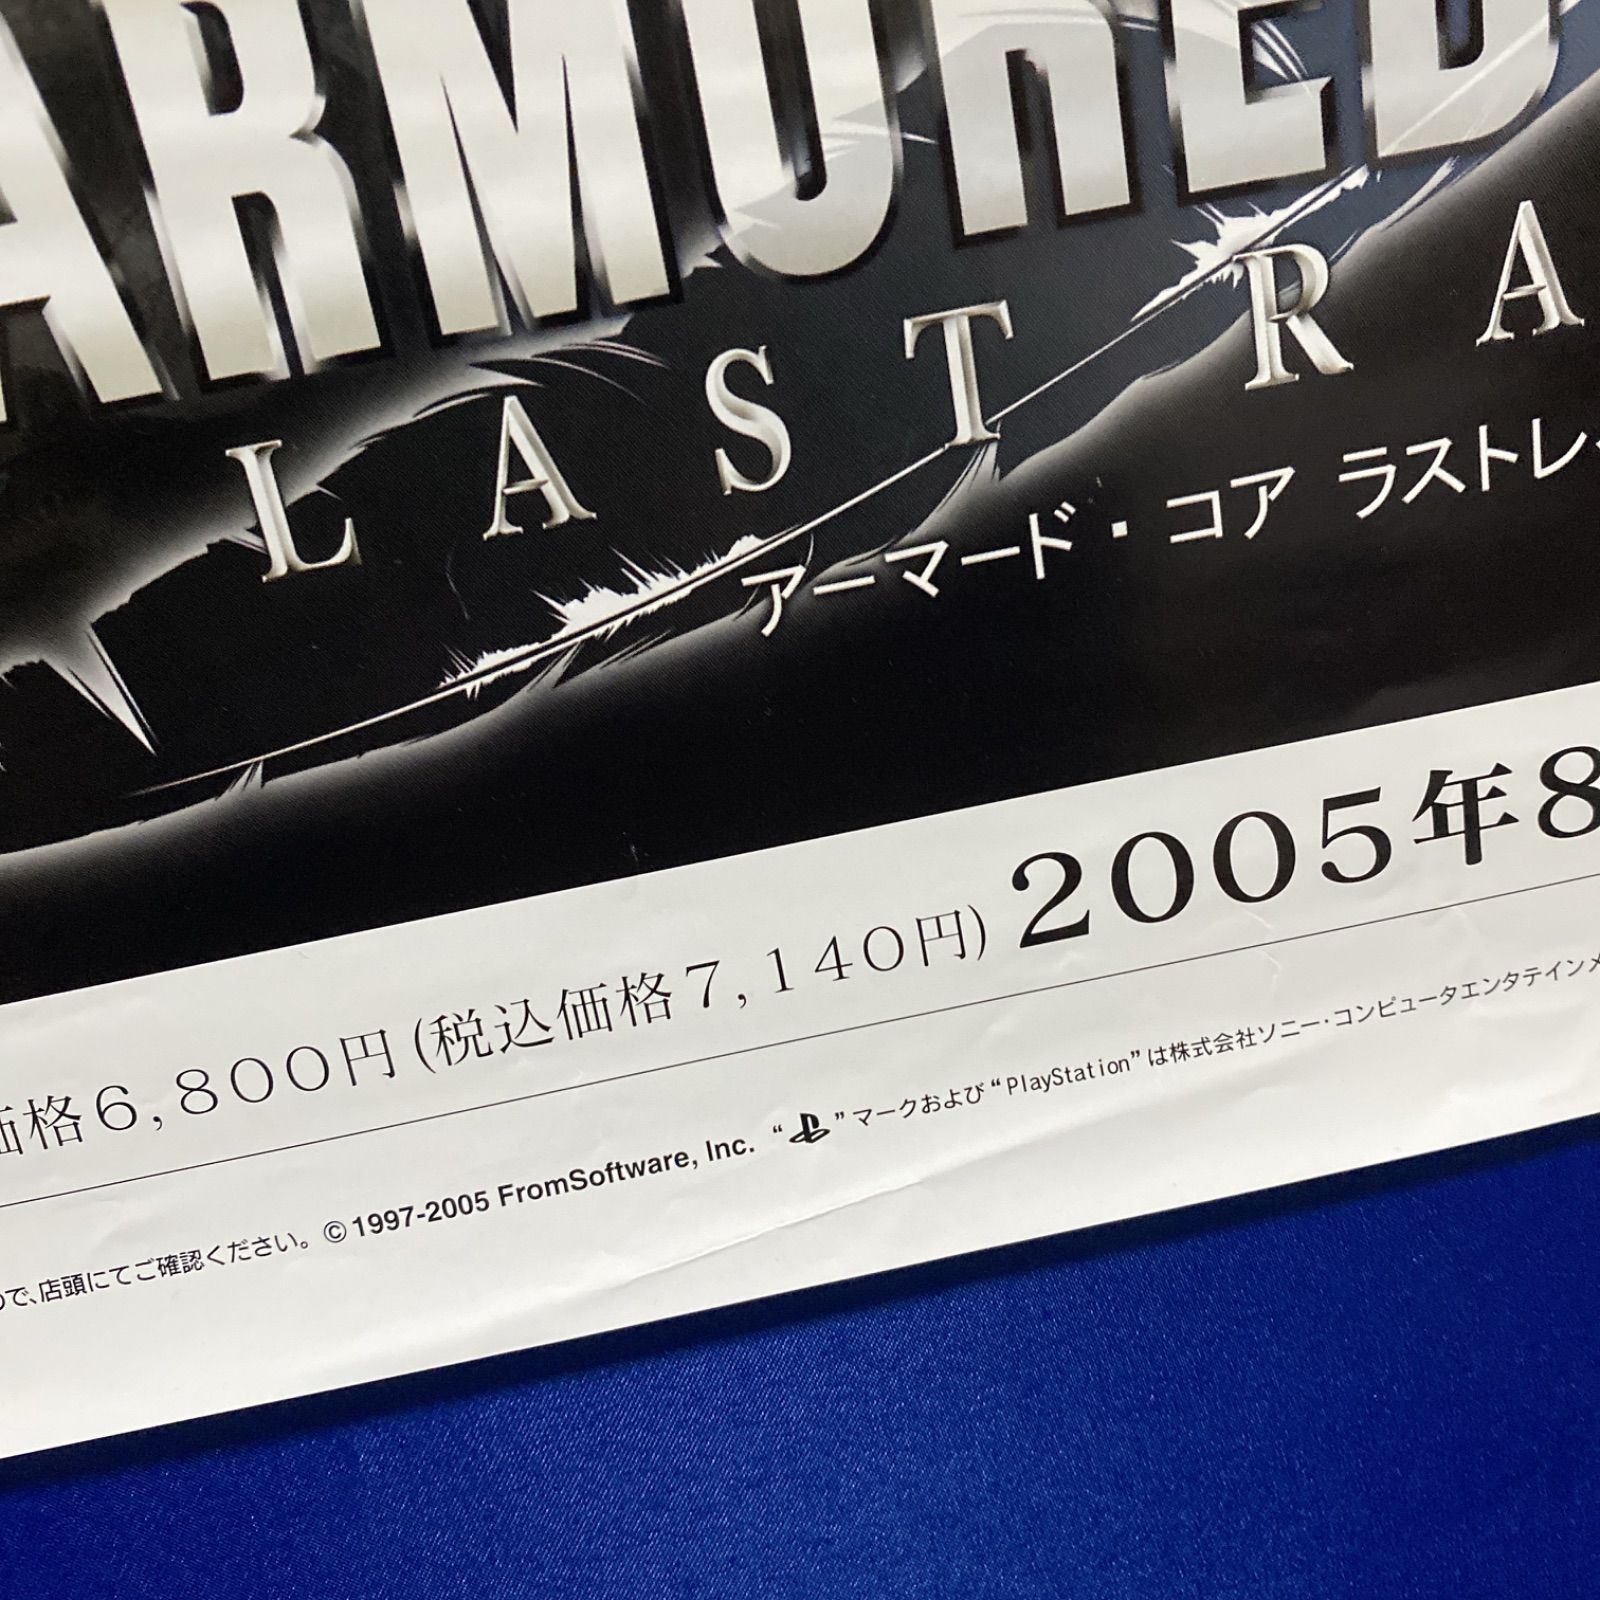 ARMORED
LAST RA
アーマード・コア ラストレ
価格6,800円(税込価格7,140円) 2005年8
で、店頭にてご確認ください。 ©1997-2005 FromSoftware, Inc. “ ”マークおよび“PlayStation”は株式会社ソニー・コンピュータエンタテインメ